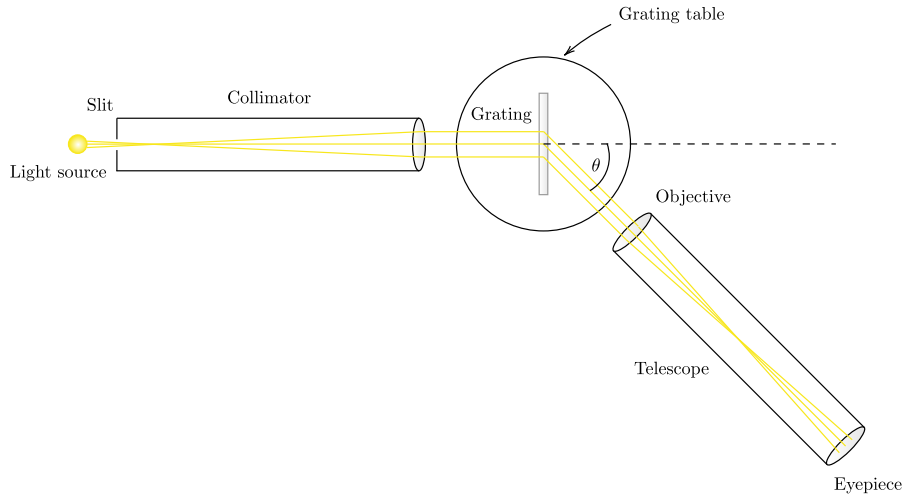 Grating table
Collimator
Slit
Grating
θ
Light source
Objective
Telescope
Eyepiece